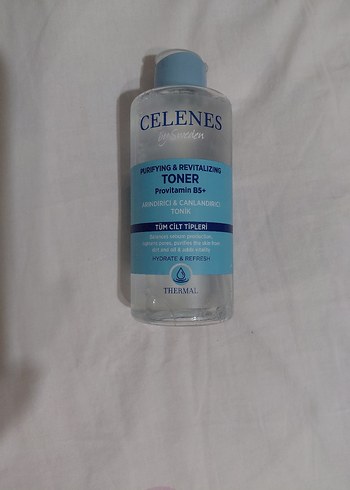 CELENES
by Sweden
PURIFYING & REVITALIZING
TONER
Provitamin B5+
ARINDIRICI & CANLANDIRICI
TONİK
TÜM CİLT TİPLERİ
HYDRATE & REFRESH
THERMAL